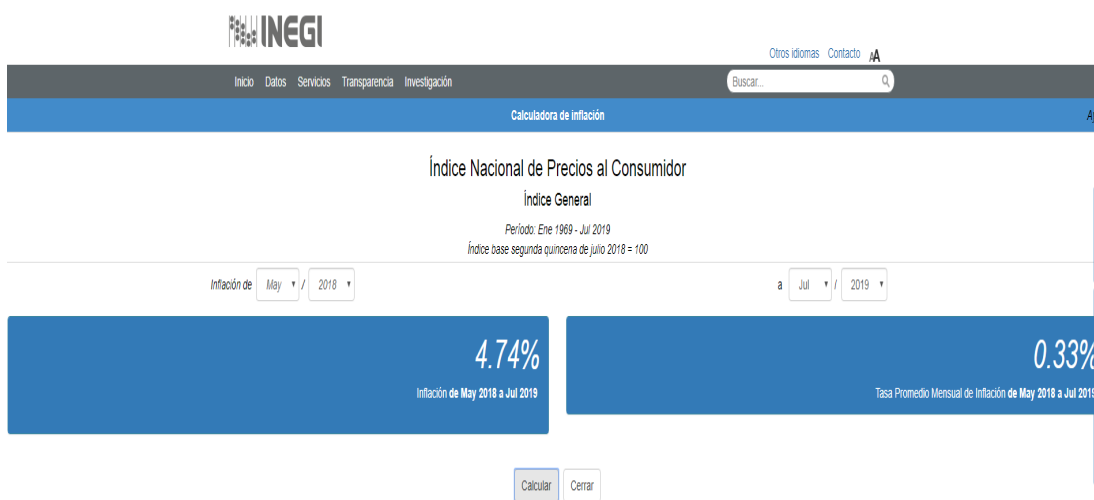 INEGI
Otros idiomas Contacto AA
Inicio Datos Servicios Transparencia Investigación Buscar...
Calculadora de inflación
Índice Nacional de Precios al Consumidor
Índice General
Período: Ene 1969 - Jul 2019
Índice base segunda quincena de julio 2018 = 100
Inflación de May / 2018 a Jul / 2019
4.74% 0.33%
Inflación de May 2018 a Jul 2019 Tasa Promedio Mensual de Inflación de May 2018 a Jul 2019
Calcular Cerrar